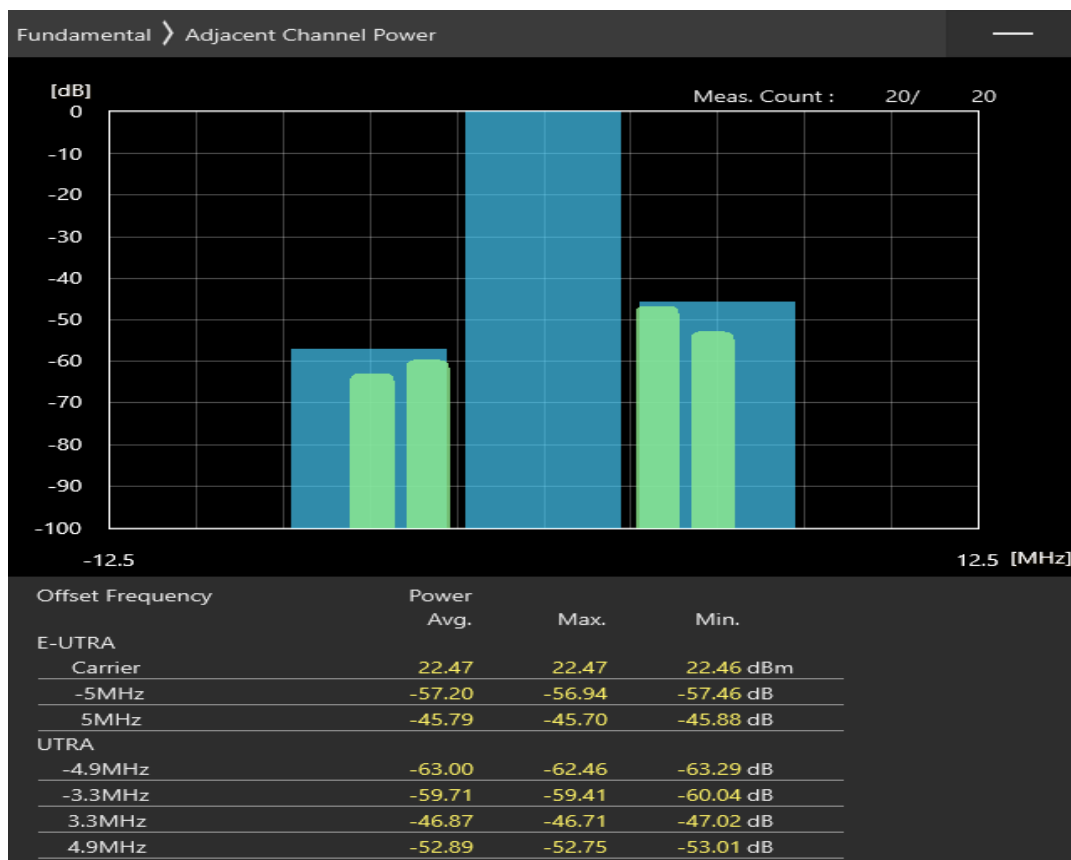 Fundamental ❯ Adjacent Channel Power
[dB]
Meas. Count : 20/ 20
0
-10
-20
-30
-40
-50
-60
-70
-80
-90
-100
-12.5 12.5 [MHz]
Offset Frequency Power
Avg. Max. Min.
E-UTRA
Carrier 22.47 22.47 22.46 dBm
-5MHz -57.20 -56.94 -57.46 dB
5MHz -45.79 -45.70 -45.88 dB
UTRA
-4.9MHz -63.00 -62.46 -63.29 dB
-3.3MHz -59.71 -59.41 -60.04 dB
3.3MHz -46.87 -46.71 -47.02 dB
4.9MHz -52.89 -52.75 -53.01 dB